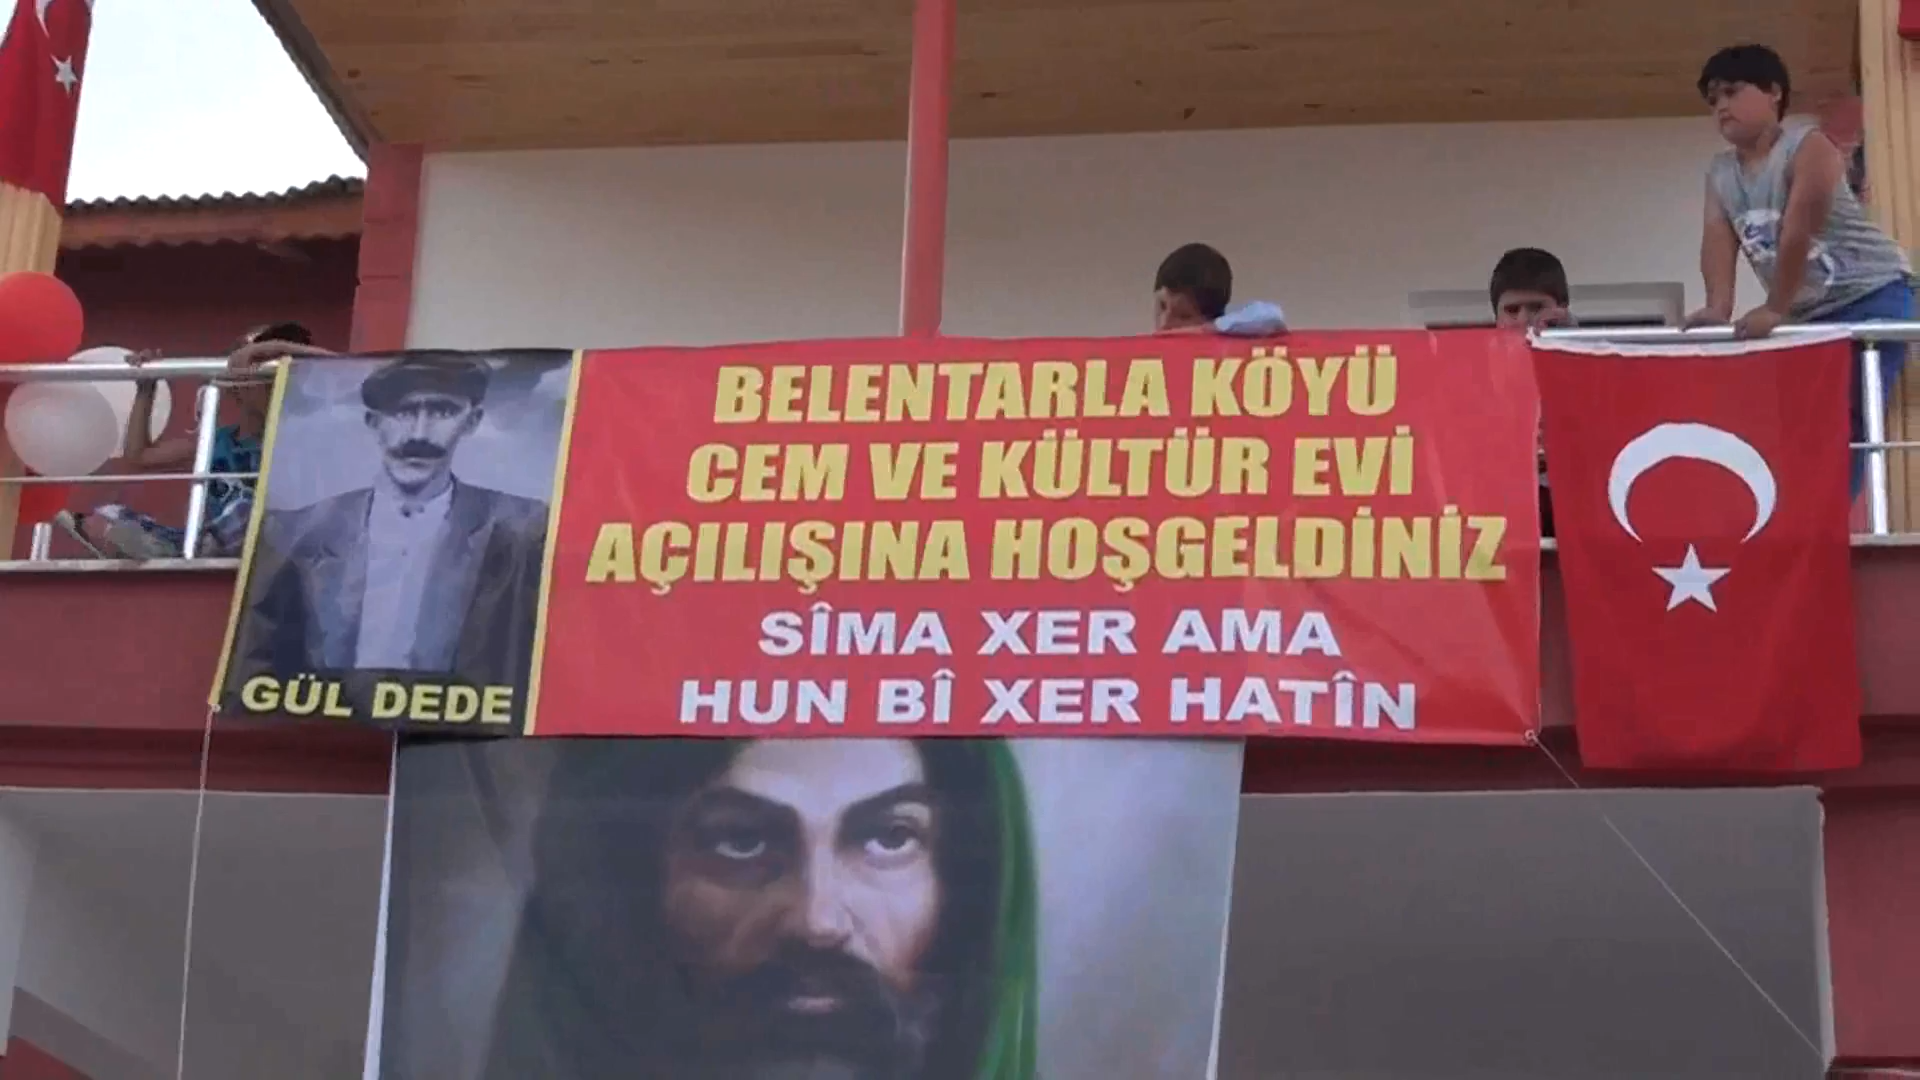 BELENTARLA KÖYÜ
CEM VE KÜLTÜR EVİ
AÇILIŞINA HOŞGELDİNİZ
SÎMA XER AMA
HUN BÎ XER HATÎN
GÜL DEDE